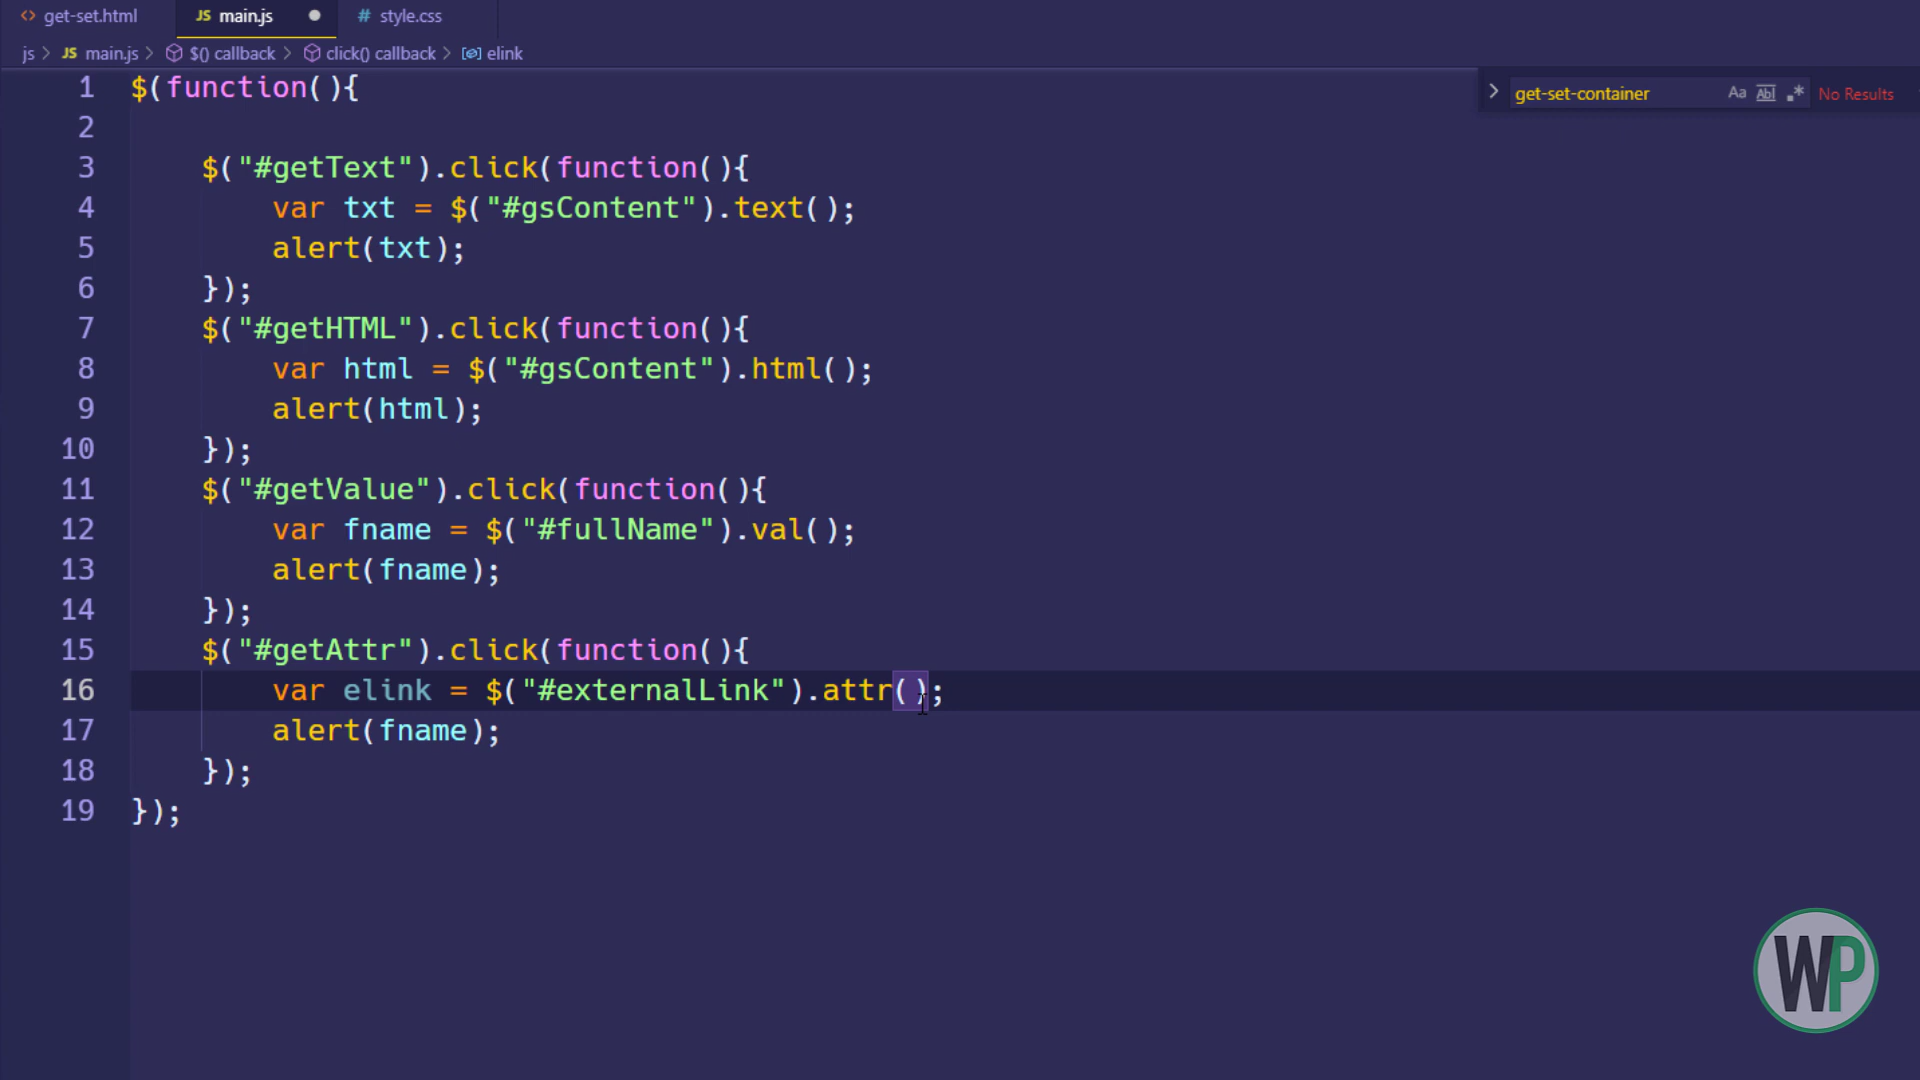 <> get-set.html JS main.js # style.css
js > JS main.js > $() callback > click() callback > elink
get-set-container Aa Abl .* No Results
1 $(function(){
2
3 $("#getText").click(function(){
4 var txt = $("#gsContent").text();
5 alert(txt);
6 });
7 $("#getHTML").click(function(){
8 var html = $("#gsContent").html();
9 alert(html);
10 });
11 $("#getValue").click(function(){
12 var fname = $("#fullName").val();
13 alert(fname);
14 });
15 $("#getAttr").click(function(){
16 var elink = $("#externalLink").attr();
17 alert(fname);
18 });
19 });
WP